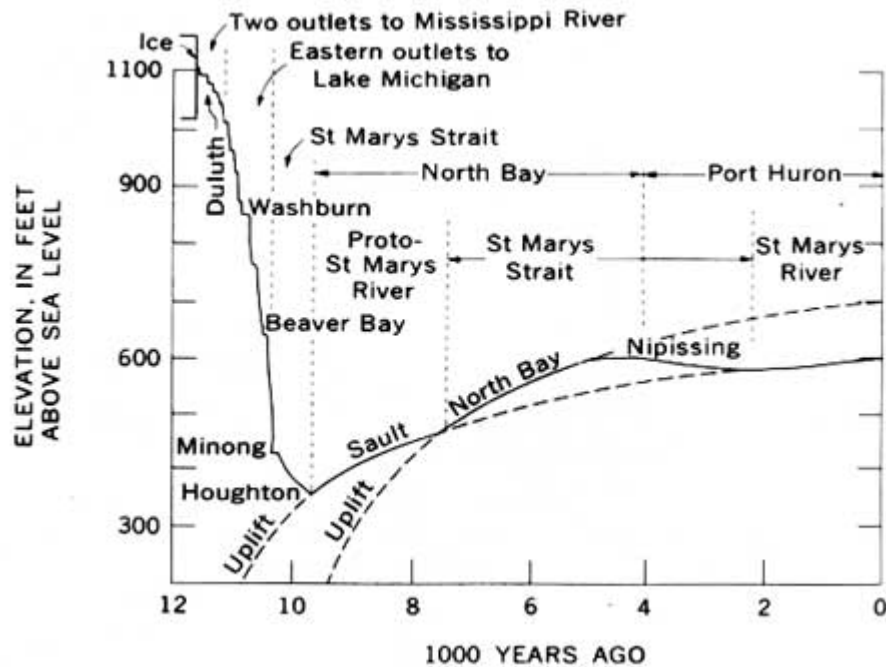 Two outlets to Mississippi River
Ice
Eastern outlets to
Lake Michigan
1100
Duluth
St Marys Strait
North Bay
Port Huron
900
Washburn
Proto-
St Marys
River
St Marys
Strait
St Marys
River
Beaver Bay
600
Nipissing
North Bay
Sault
Minong
Houghton
Uplift
Uplift
300
12
10
8
6
4
2
0
ELEVATION, IN FEET
ABOVE SEA LEVEL
1000 YEARS AGO